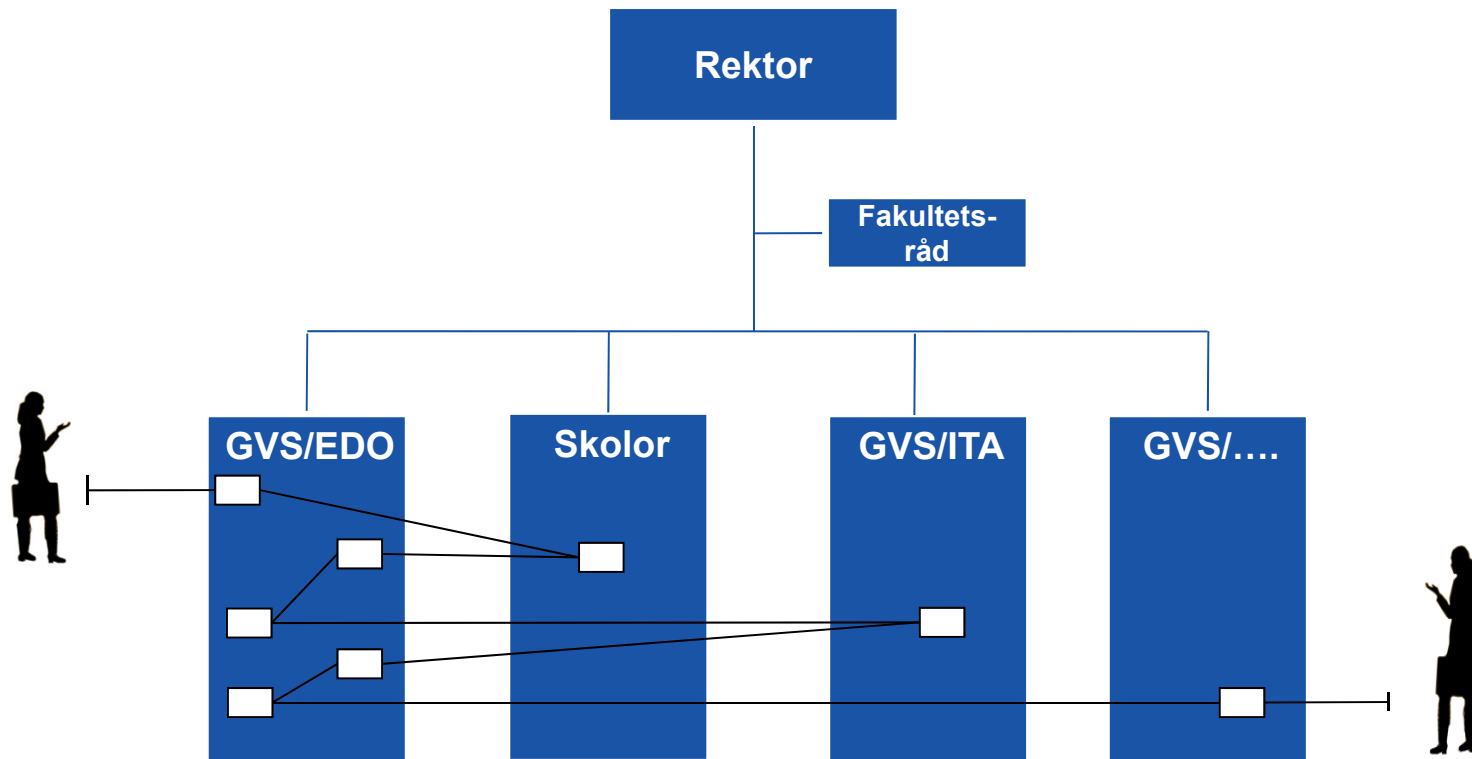 Rektor
Fakultets-
råd
GVS/EDO
Skolor
GVS/ITA
GVS/....